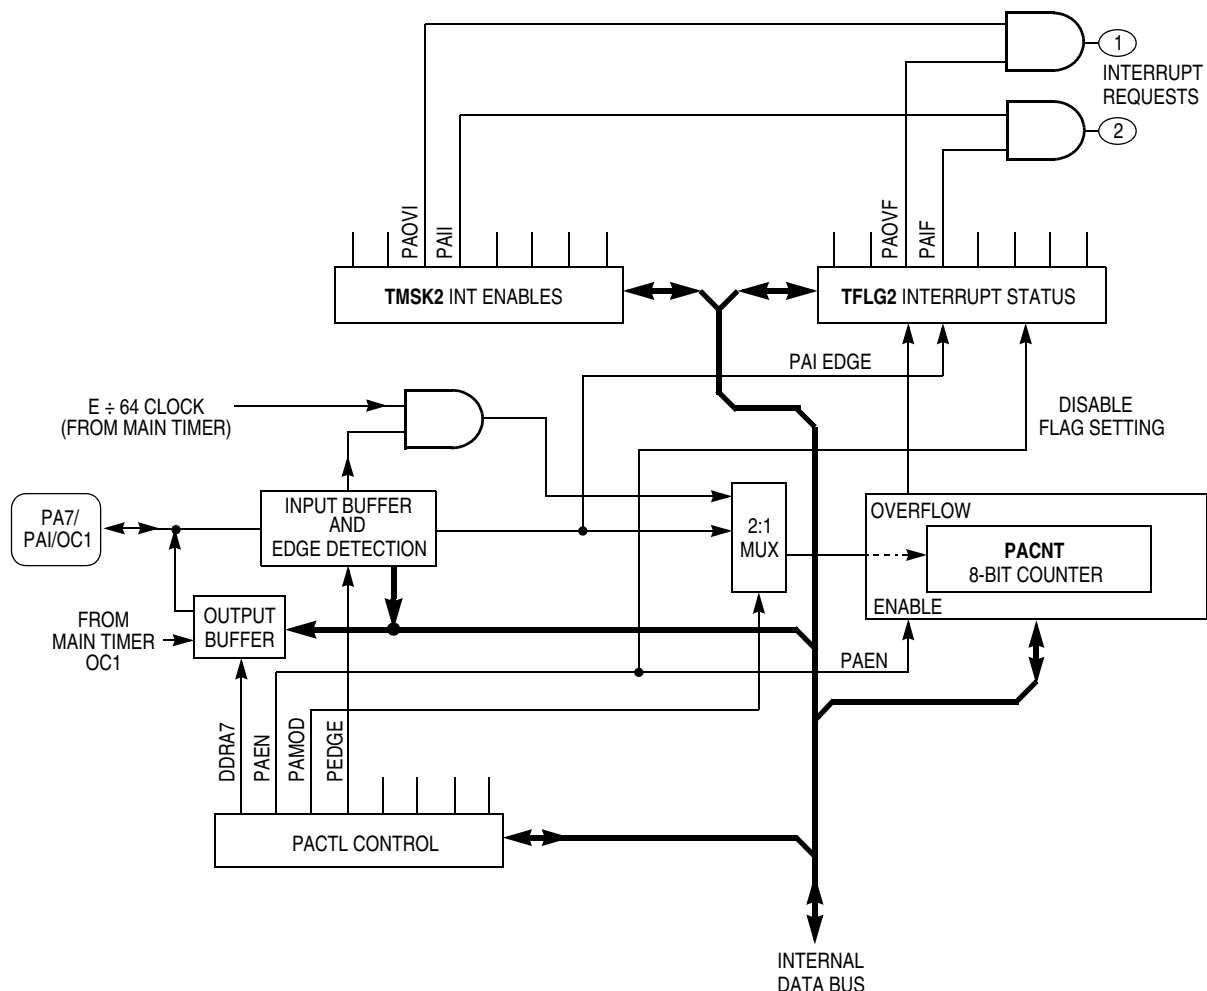 1
INTERRUPT
REQUESTS
2
PAOVI
PAII
PAOVF
PAIF
TMSK2 INT ENABLES
TFLG2 INTERRUPT STATUS
PAI EDGE
E ÷ 64 CLOCK
(FROM MAIN TIMER)
DISABLE
FLAG SETTING
PA7/
PAI/OC1
INPUT BUFFER
AND
EDGE DETECTION
2:1
MUX
OVERFLOW
PACNT
8-BIT COUNTER
ENABLE
FROM
MAIN TIMER
OC1
OUTPUT
BUFFER
PAEN
DDRA7
PAEN
PAMOD
PEDGE
PACTL CONTROL
INTERNAL
DATA BUS